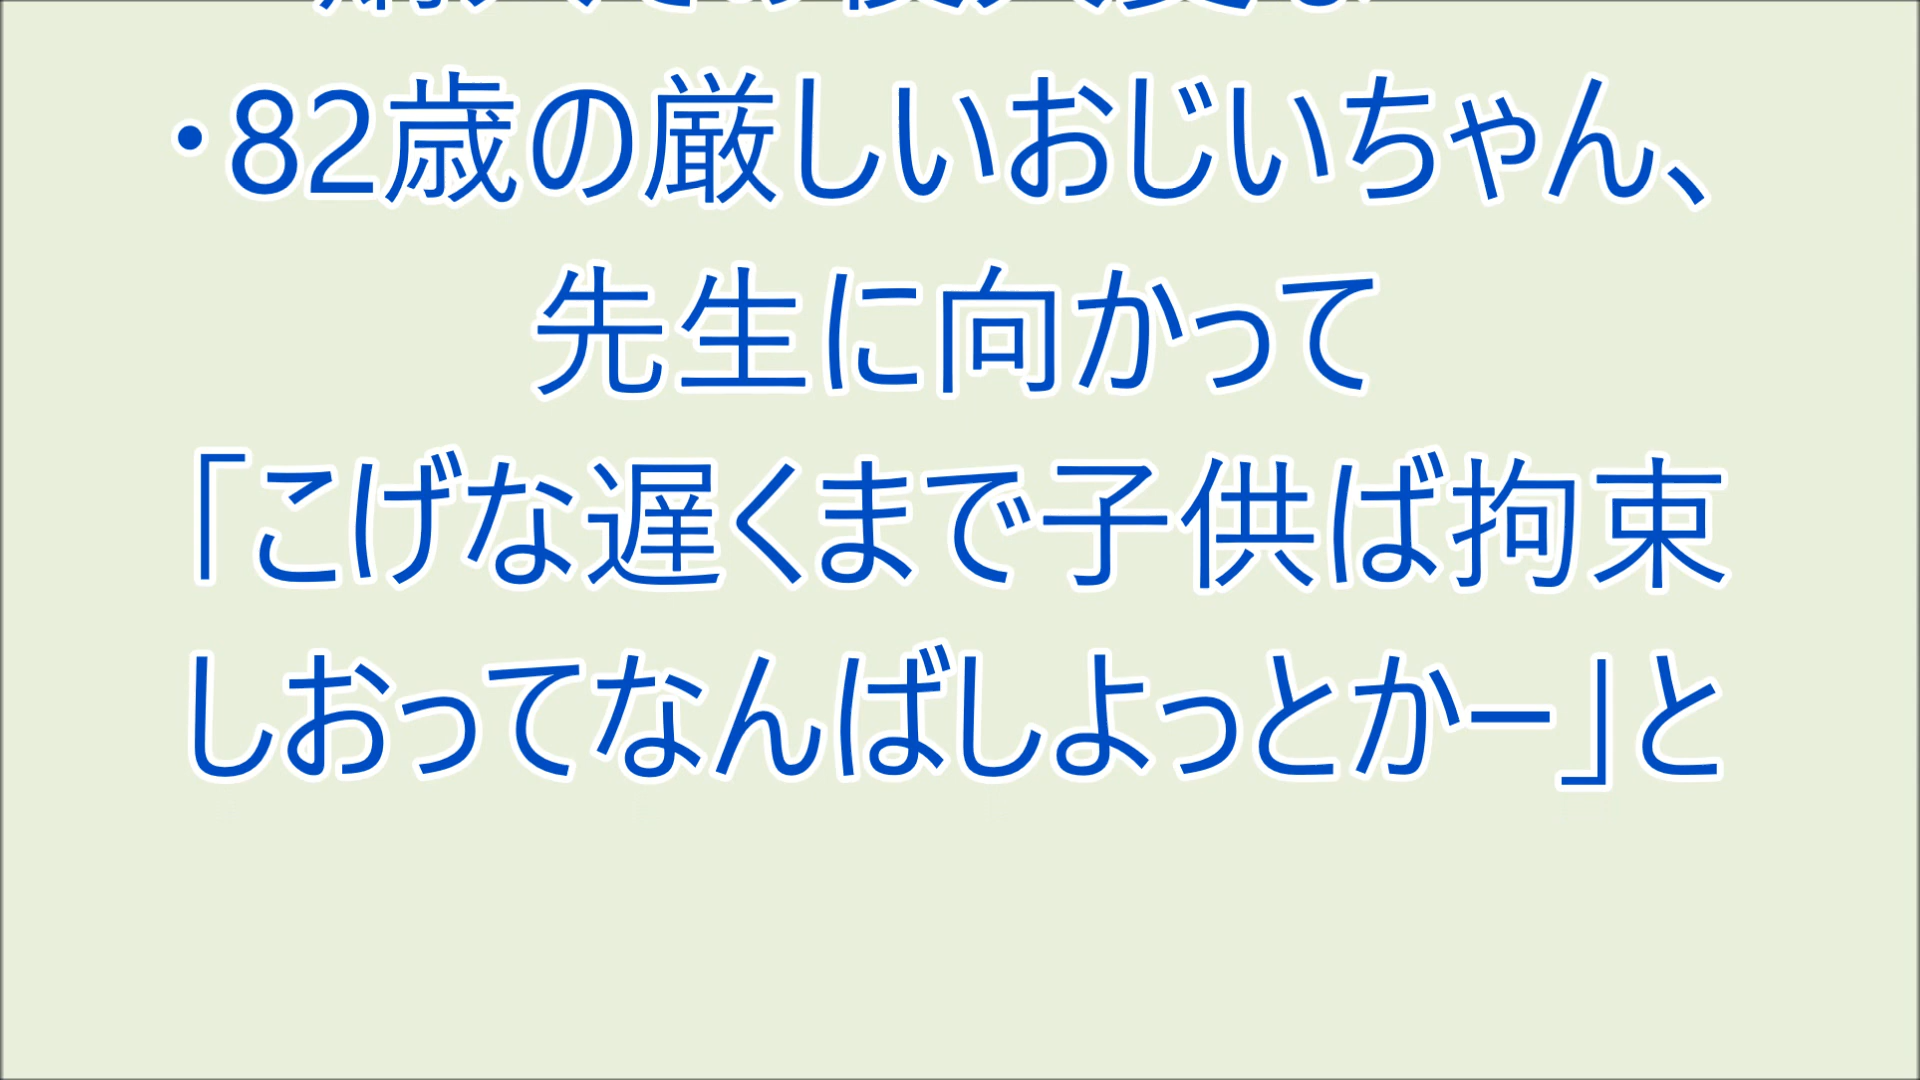 ・82歳の厳しいおじいちゃん、
先生に向かって
「こげな遅くまで子供ば拘束
しおってなんばしよっとかー」と